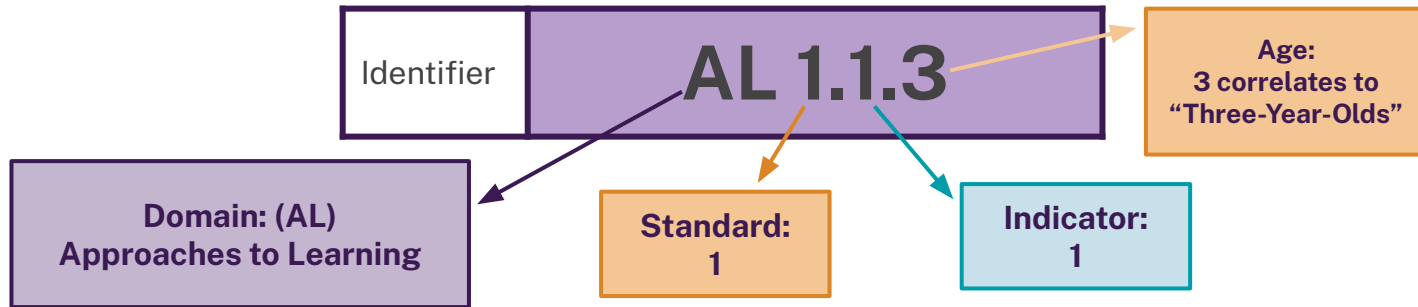 Identifier
AL 1.1.3
Age:
3 correlates to
“Three-Year-Olds”
Domain: (AL)
Approaches to Learning
Standard:
1
Indicator:
1